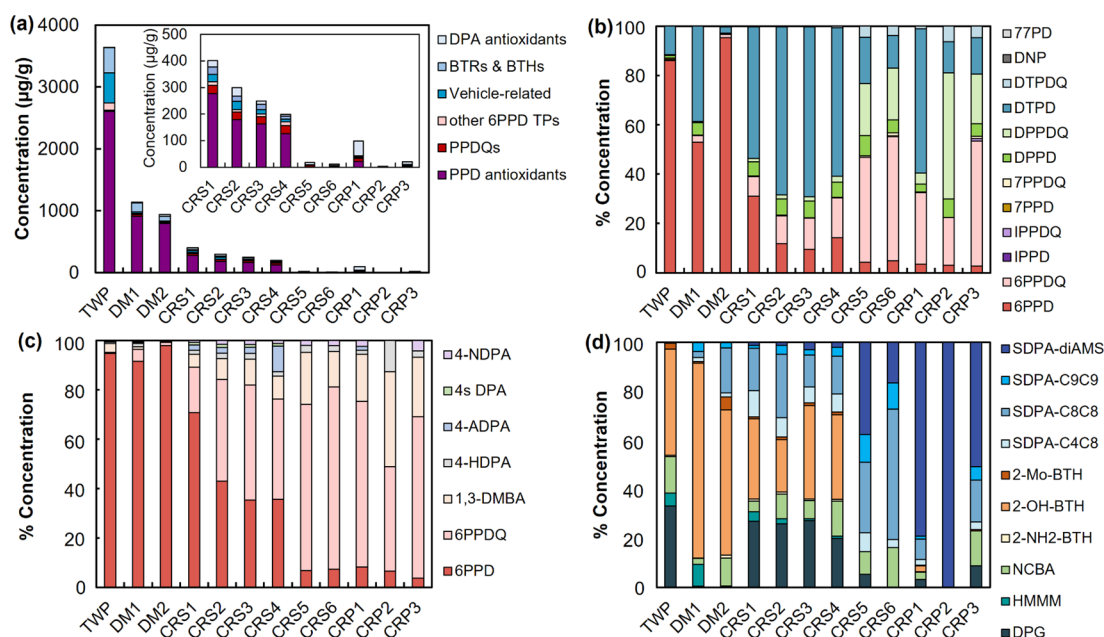 (a)
Concentration (µg/g)
4000
3000
2000
1000
0
TWP
DM1
DM2
CRS1
CRS2
CRS3
CRS4
CRS5
CRS6
CRP1
CRP2
CRP3
Concentration (µg/g)
500
400
300
200
100
0
CRS1
CRS2
CRS3
CRS4
CRS5
CRS6
CRP1
CRP2
CRP3
DPA antioxidants
BTRs & BTHs
Vehicle-related
other 6PPD TPs
PPDQs
PPD antioxidants
(b)
% Concentration
100
80
60
40
20
0
TWP
DM1
DM2
CRS1
CRS2
CRS3
CRS4
CRS5
CRS6
CRP1
CRP2
CRP3
77PD
DNP
DTPDQ
DTPD
DPPDQ
DPPD
7PPDQ
7PPD
IPPDQ
IPPD
6PPDQ
6PPD
(c)
% Concentration
100
80
60
40
20
0
TWP
DM1
DM2
CRS1
CRS2
CRS3
CRS4
CRS5
CRS6
CRP1
CRP2
CRP3
4-NDPA
4s DPA
4-ADPA
4-HDPA
1,3-DMBA
6PPDQ
6PPD
(d)
% Concentration
100
80
60
40
20
0
TWP
DM1
DM2
CRS1
CRS2
CRS3
CRS4
CRS5
CRS6
CRP1
CRP2
CRP3
SDPA-diAMS
SDPA-C9C9
SDPA-C8C8
SDPA-C4C8
2-Mo-BTH
2-OH-BTH
2-NH2-BTH
NCBA
HMMM
DPG